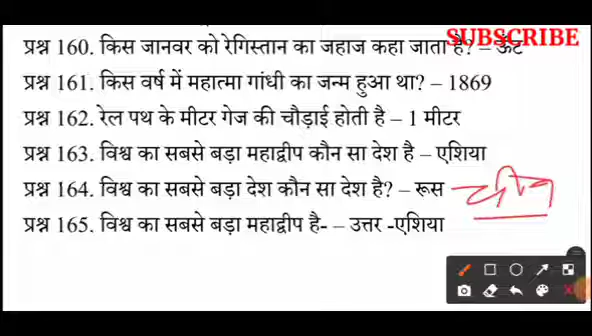 SUBSCRIBE
प्रश्न 160. किस जानवर को रेगिस्तान का जहाज कहा जाता है? – ऊँट
प्रश्न 161. किस वर्ष में महात्मा गांधी का जन्म हुआ था? – 1869
प्रश्न 162. रेल पथ के मीटर गेज की चौड़ाई होती है – 1 मीटर
प्रश्न 163. विश्व का सबसे बड़ा महाद्वीप कौन सा देश है – एशिया
प्रश्न 164. विश्व का सबसे बड़ा देश कौन सा देश है? – रूस
प्रश्न 165. विश्व का सबसे बड़ा महाद्वीप है- – उत्तर -एशिया